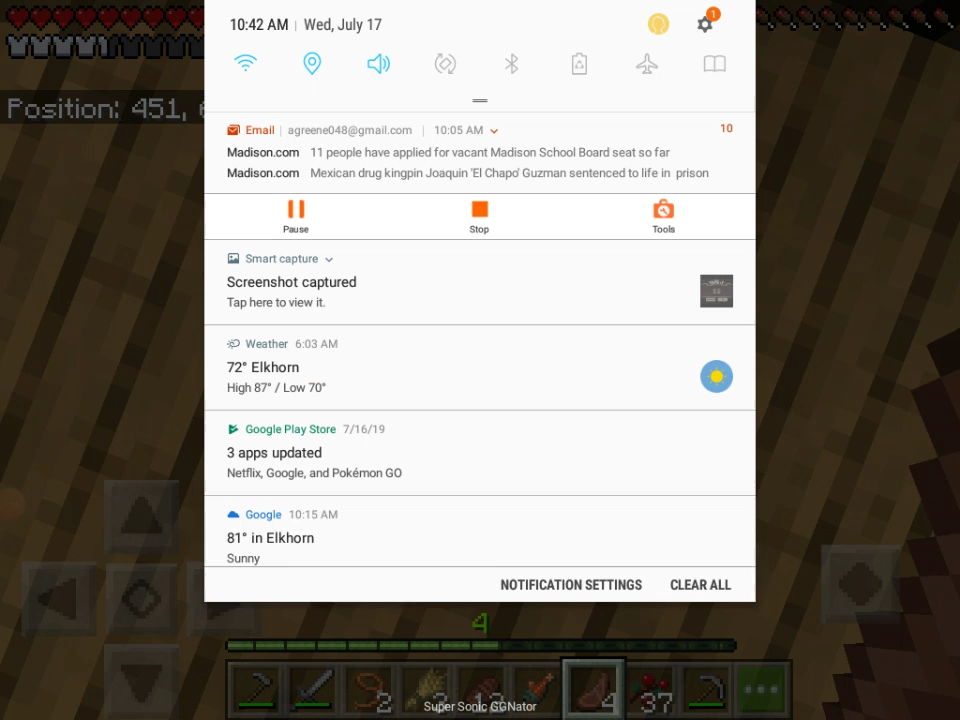 10:42 AM | Wed, July 17
1
Position: 451,
Email | agreene048@gmail.com | 10:05 AM
10
Madison.com 11 people have applied for vacant Madison School Board seat so far
Madison.com Mexican drug kingpin Joaquin 'El Chapo' Guzman sentenced to life in prison
Pause Stop Tools
Smart capture
Screenshot captured
Tap here to view it.
Weather 6:03 AM
72° Elkhorn
High 87° / Low 70°
Google Play Store 7/16/19
3 apps updated
Netflix, Google, and Pokémon GO
Google 10:15 AM
81° in Elkhorn
Sunny
NOTIFICATION SETTINGS CLEAR ALL
4
2 4 37
Super Sonic GGNator